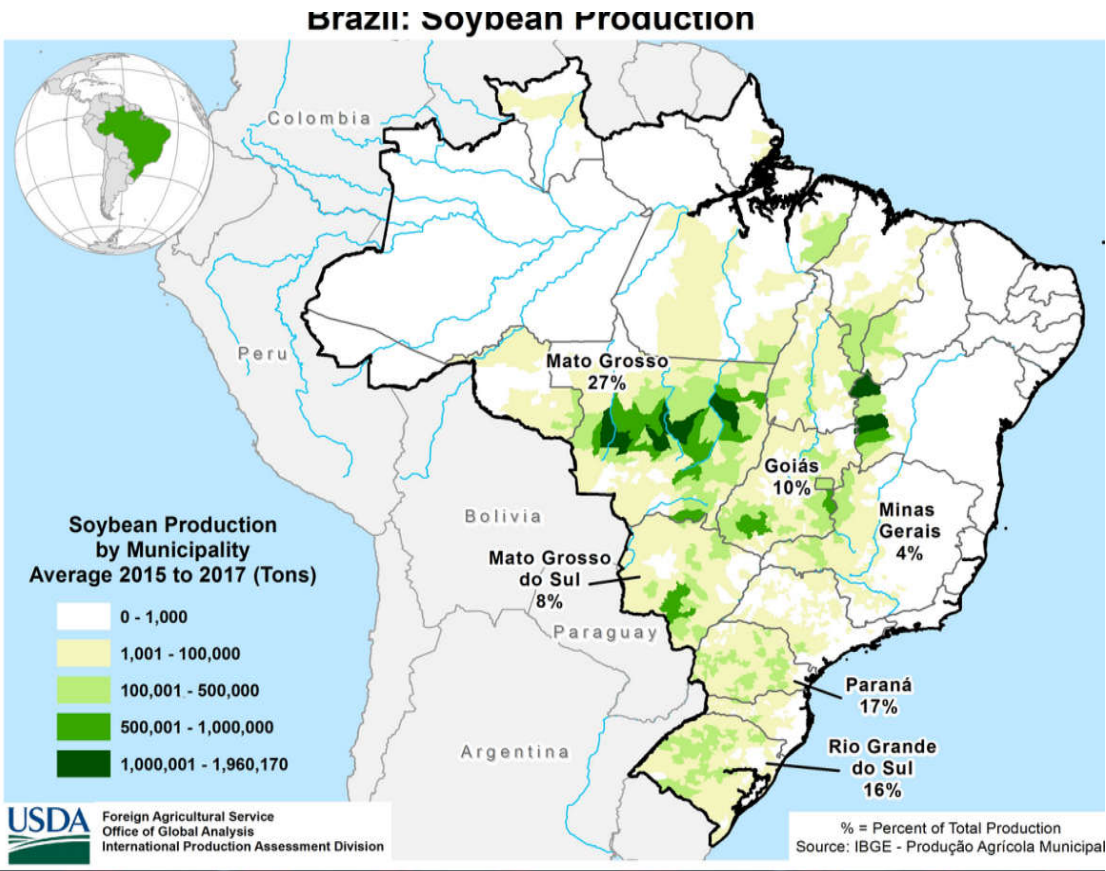 Brazil: Soybean Production
Colombia
Peru
Mato Grosso
27%
Goiás
10%
Bolivia
Minas
Gerais
4%
Mato Grosso
do Sul
8%
Paraguay
Paraná
17%
Argentina
Rio Grande
do Sul
16%
Soybean Production
by Municipality
Average 2015 to 2017 (Tons)
0 - 1,000
1,001 - 100,000
100,001 - 500,000
500,001 - 1,000,000
1,000,001 - 1,960,170
USDA
Foreign Agricultural Service
Office of Global Analysis
International Production Assessment Division
% = Percent of Total Production
Source: IBGE - Produção Agrícola Municipal